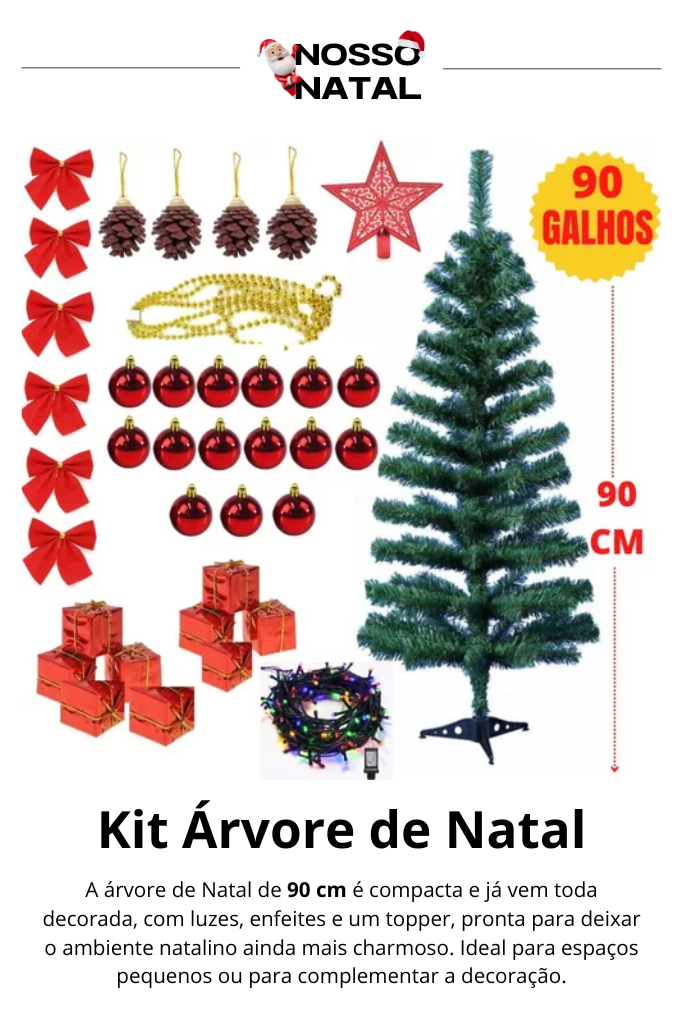 NOSSO
NATAL
90
GALHOS
90
CM
Kit Árvore de Natal
A árvore de Natal de 90 cm é compacta e já vem toda
decorada, com luzes, enfeites e um topper, pronta para deixar
o ambiente natalino ainda mais charmoso. Ideal para espaços
pequenos ou para complementar a decoração.